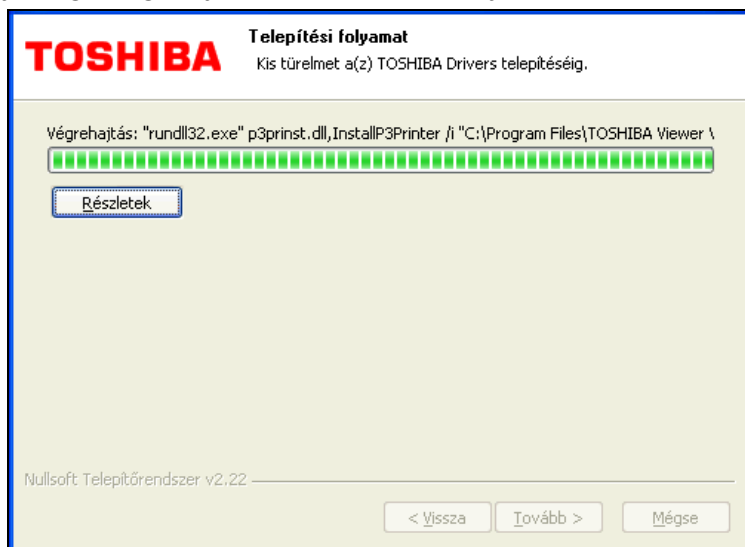 TOSHIBA
Telepítési folyamat
Kis türelmet a(z) TOSHIBA Drivers telepítéséig.
Végrehajtás: "rundll32.exe" p3prinst.dll,InstallP3Printer /i "C:\Program Files\TOSHIBA Viewer \
Részletek
Nullsoft Telepítőrendszer v2.22
< Vissza
Tovább >
Mégse